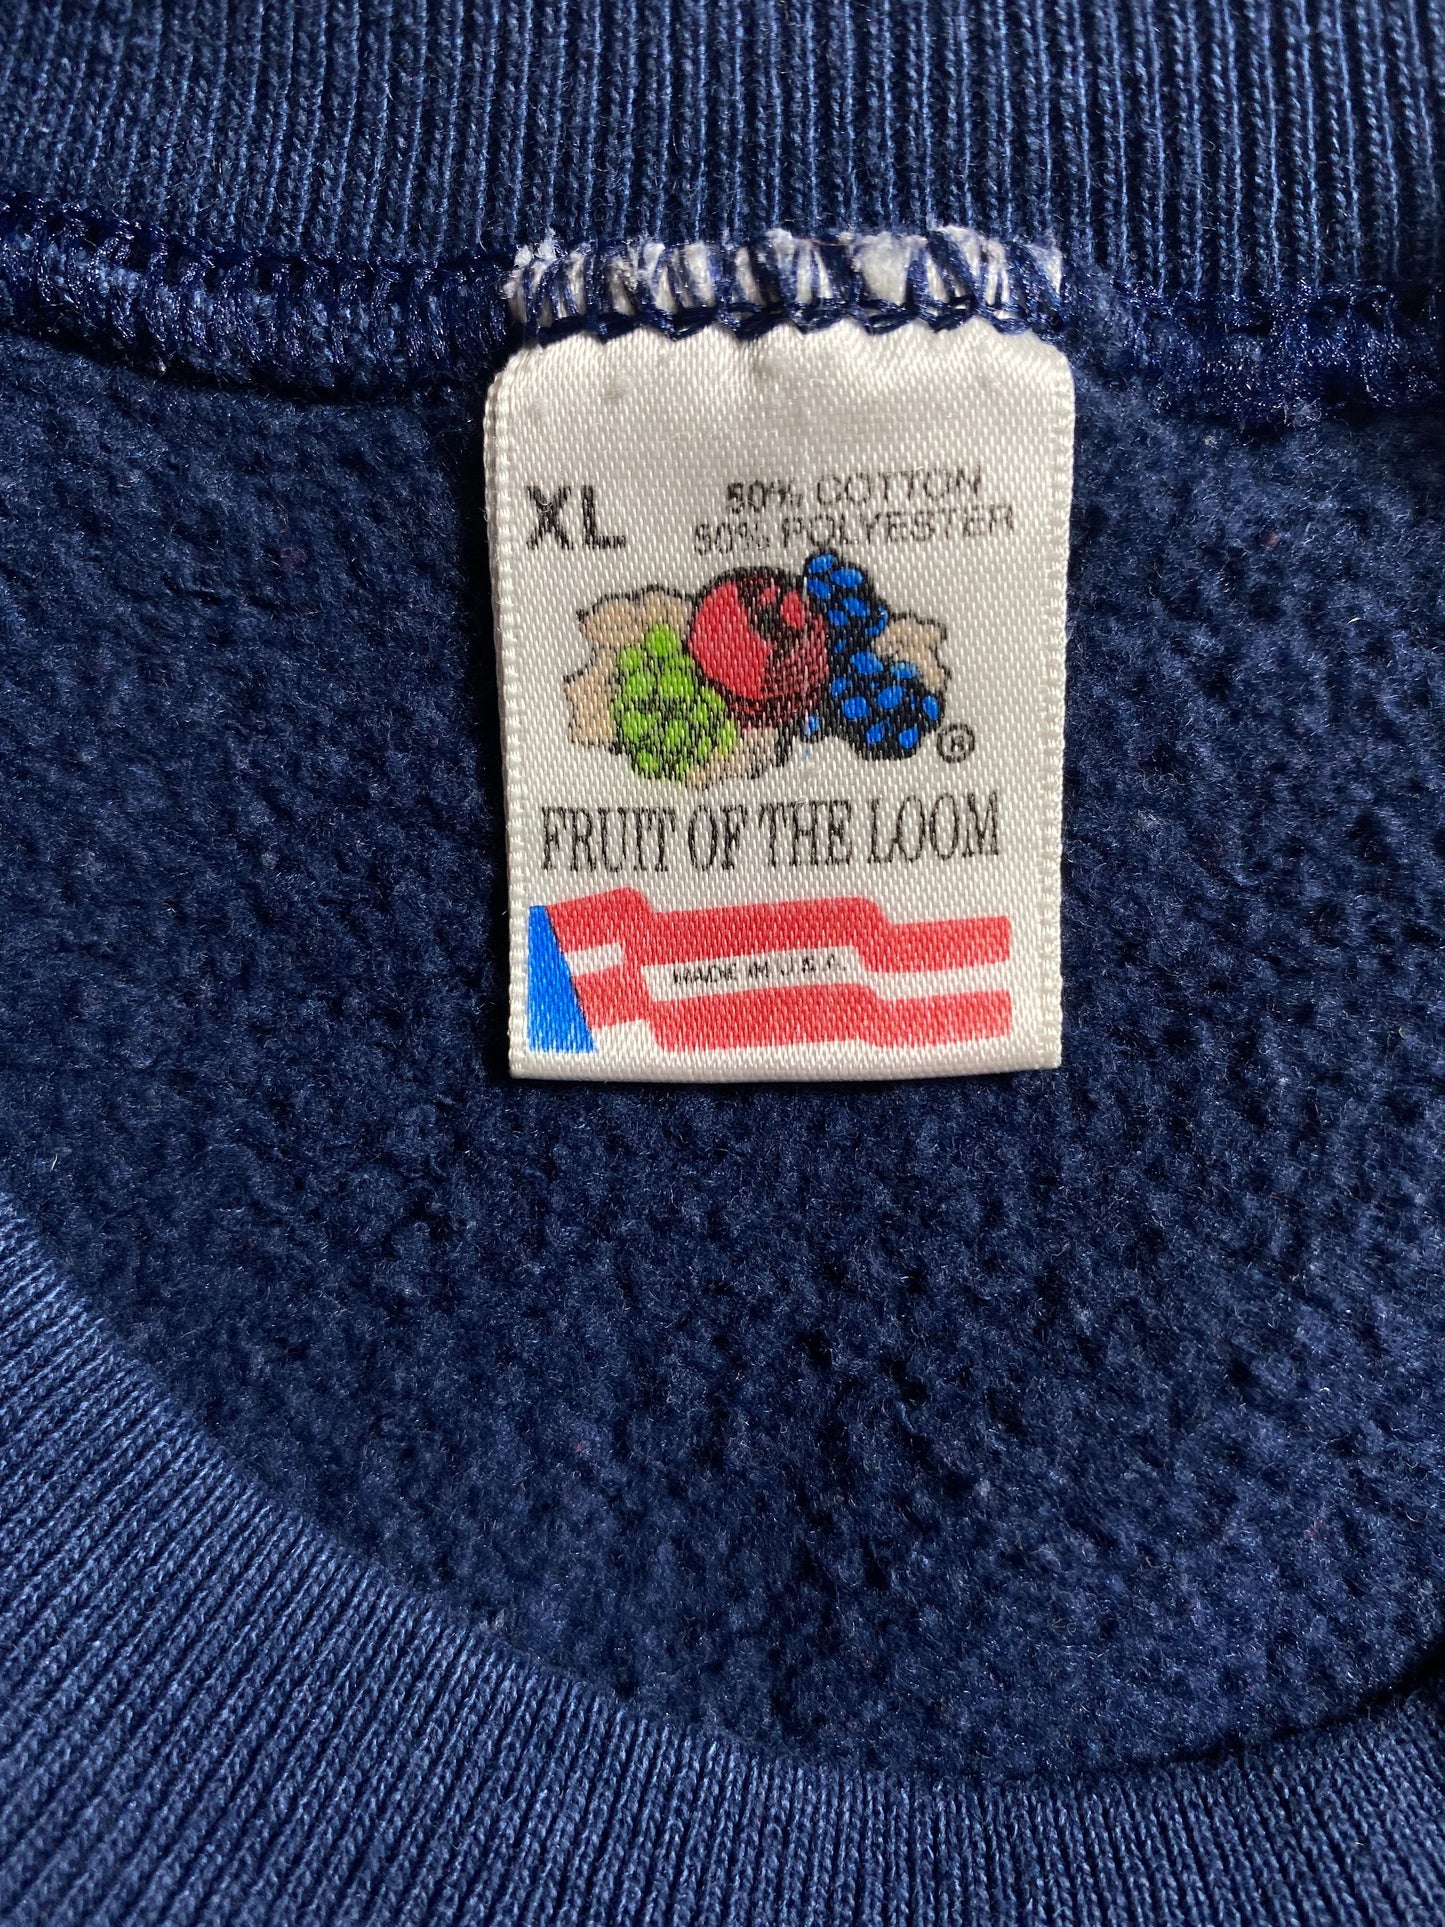 XL
50% COTTON
50% POLYESTER
®
FRUIT OF THE LOOM
MADE IN U.S.A.